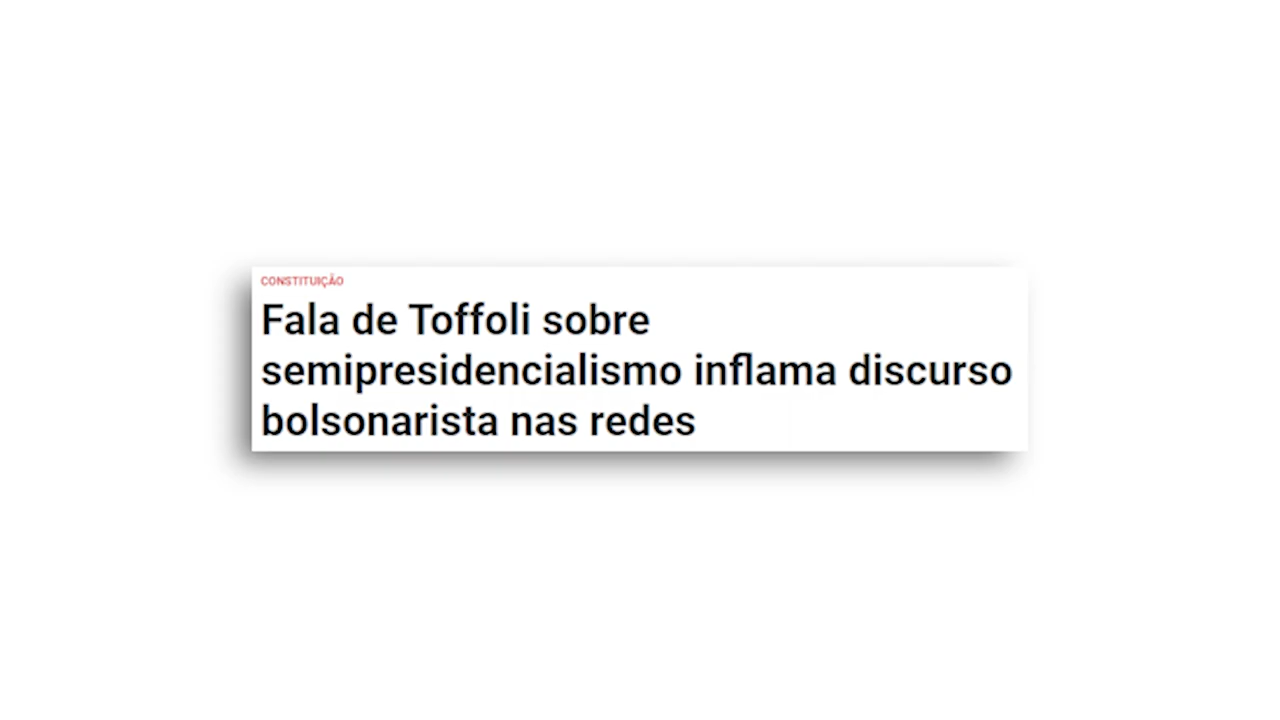 CONSTITUIÇÃO
Fala de Toffoli sobre
semipresidencialismo inflama discurso
bolsonarista nas redes